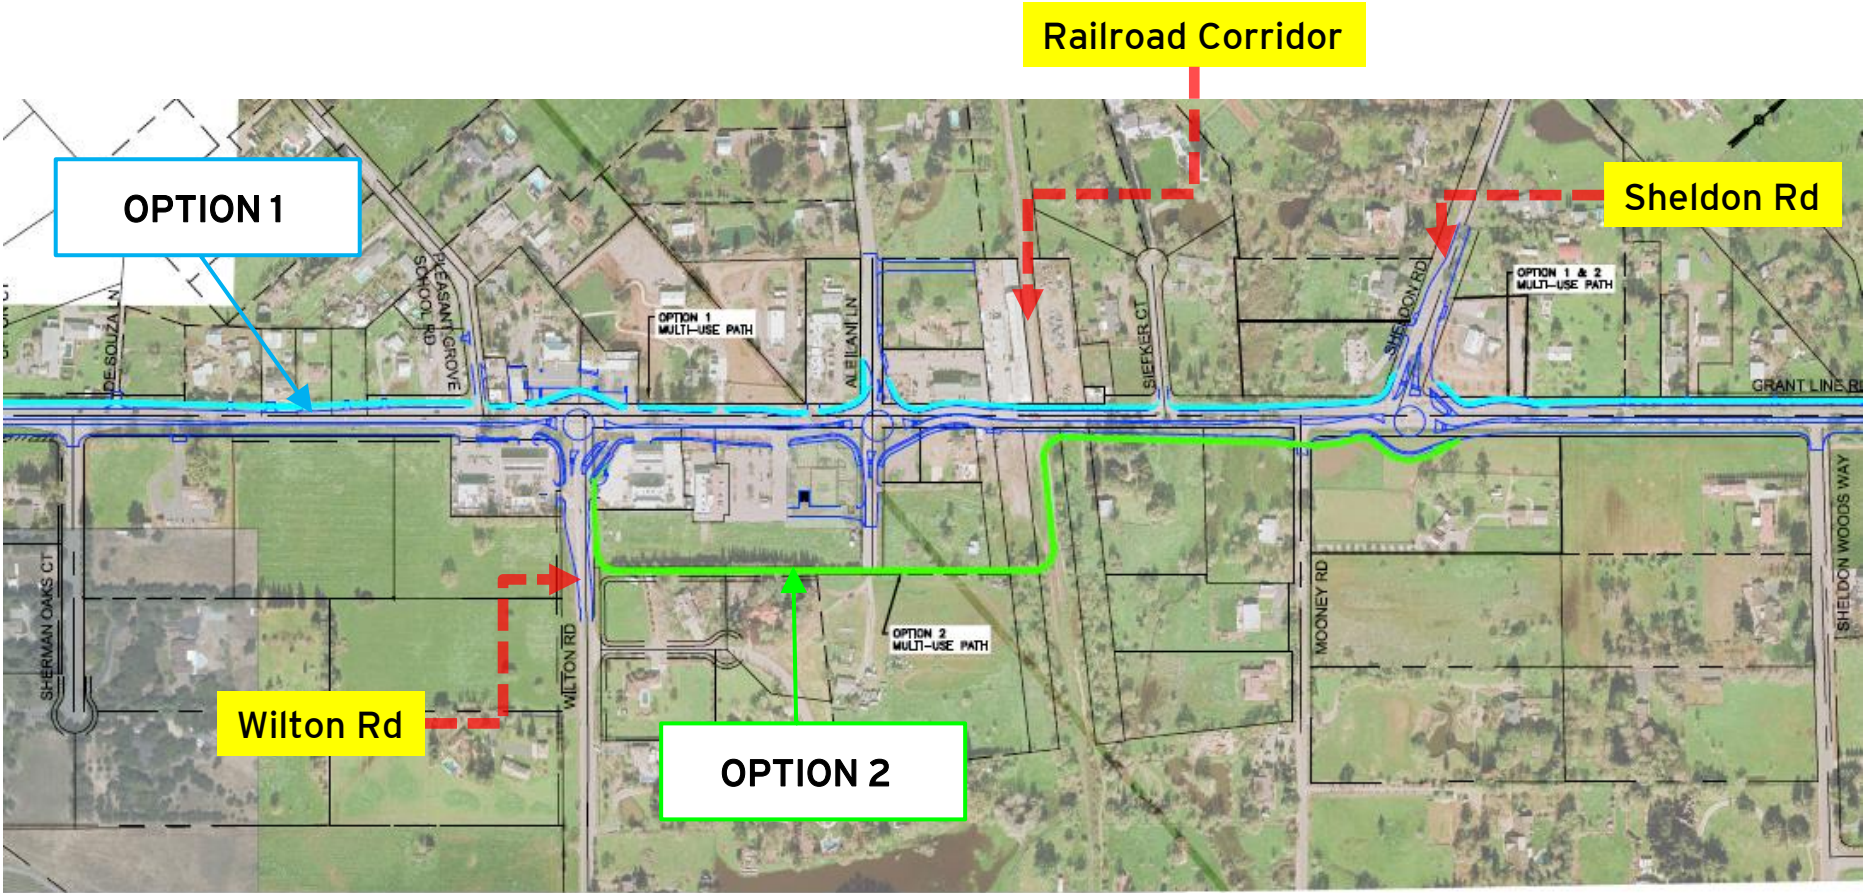 Railroad Corridor
OPTION 1
Sheldon Rd
OPTION 1 & 2
MULTI-USE PATH
PLEASANT GROVE
SCHOOL RD
DE SOUZA LN
OPTION 1
MULTI-USE PATH
ALEILANI LN
SIEFKER CT
SHELDON RD
GRANT LINE RD
SHERMAN OAKS CT
WILTON RD
OPTION 2
MULTI-USE PATH
MOONEY RD
SHELDON WOODS WAY
Wilton Rd
OPTION 2